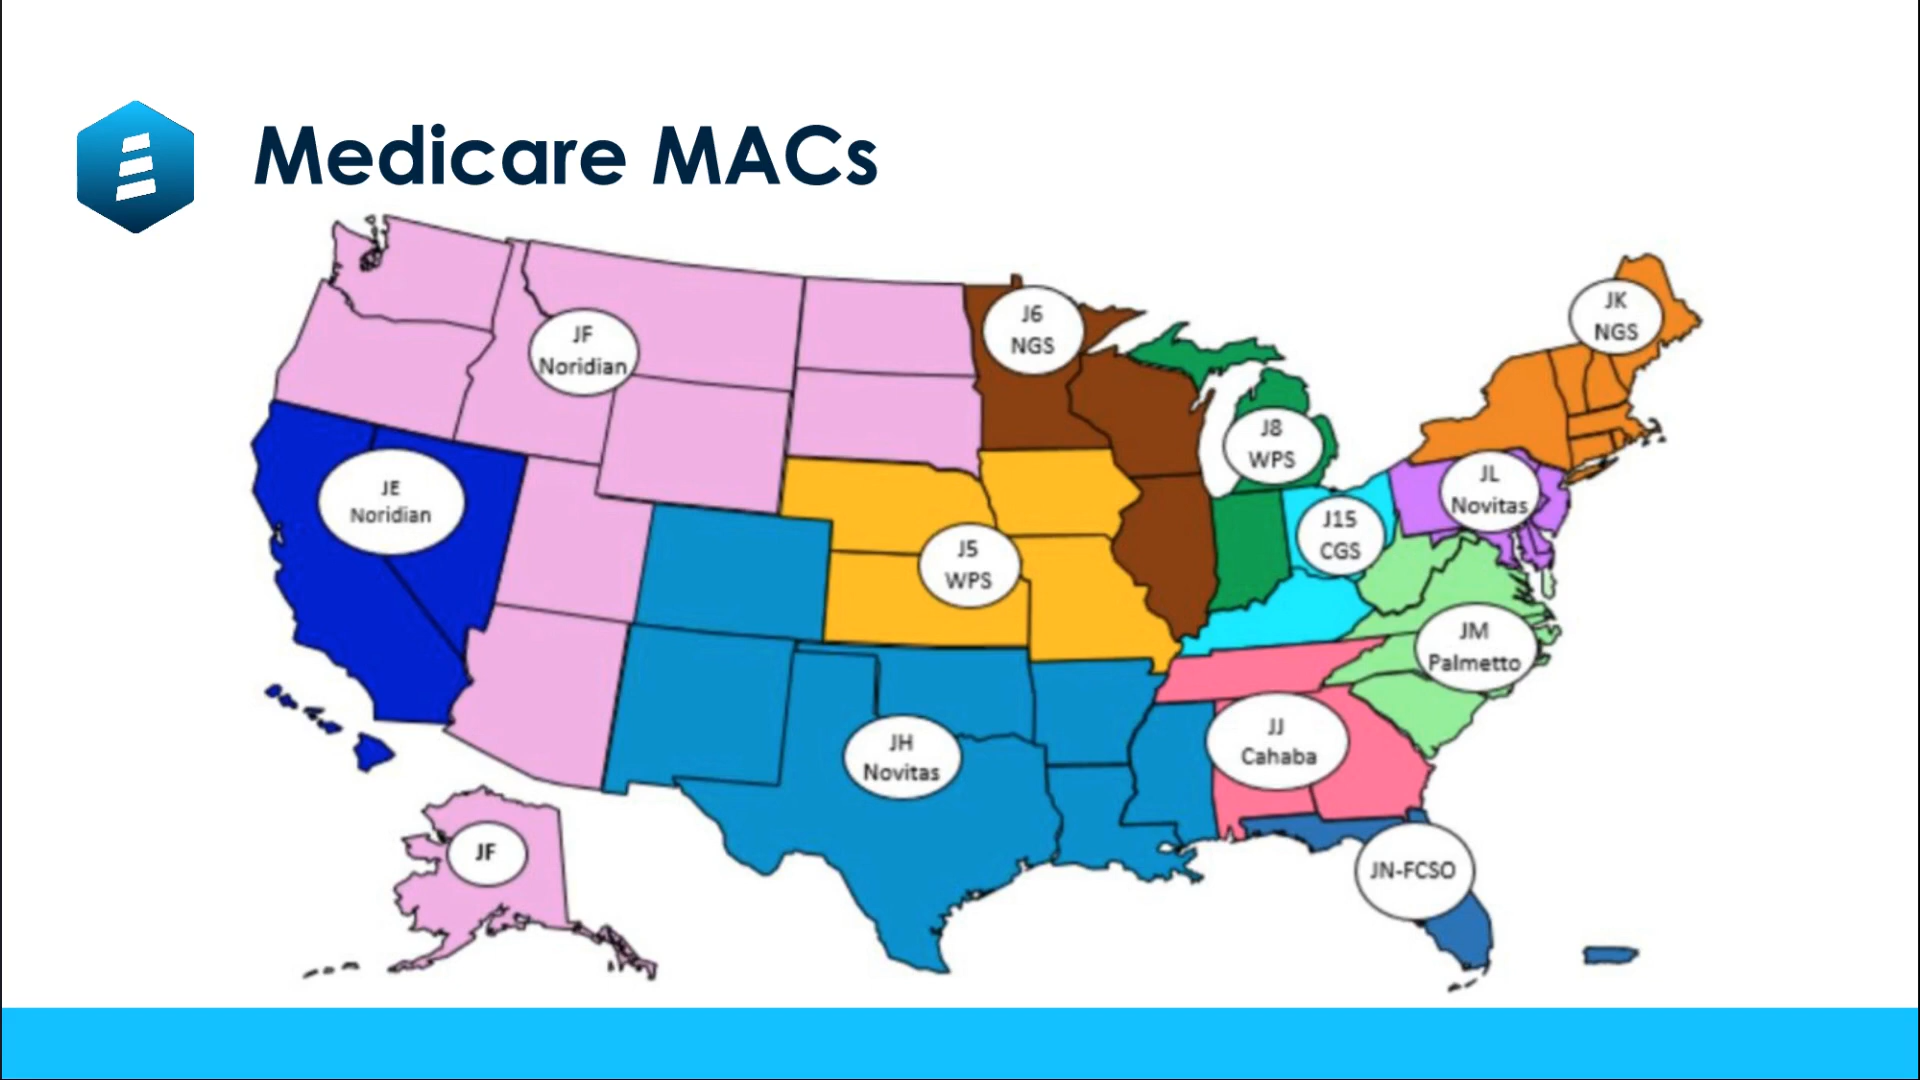 Medicare MACs
JF
Noridian
J6
NGS
JK
NGS
J8
WPS
JE
Noridian
JL
Novitas
J15
CGS
J5
WPS
JM
Palmetto
JH
Novitas
JJ
Cahaba
JF
JN-FCSO